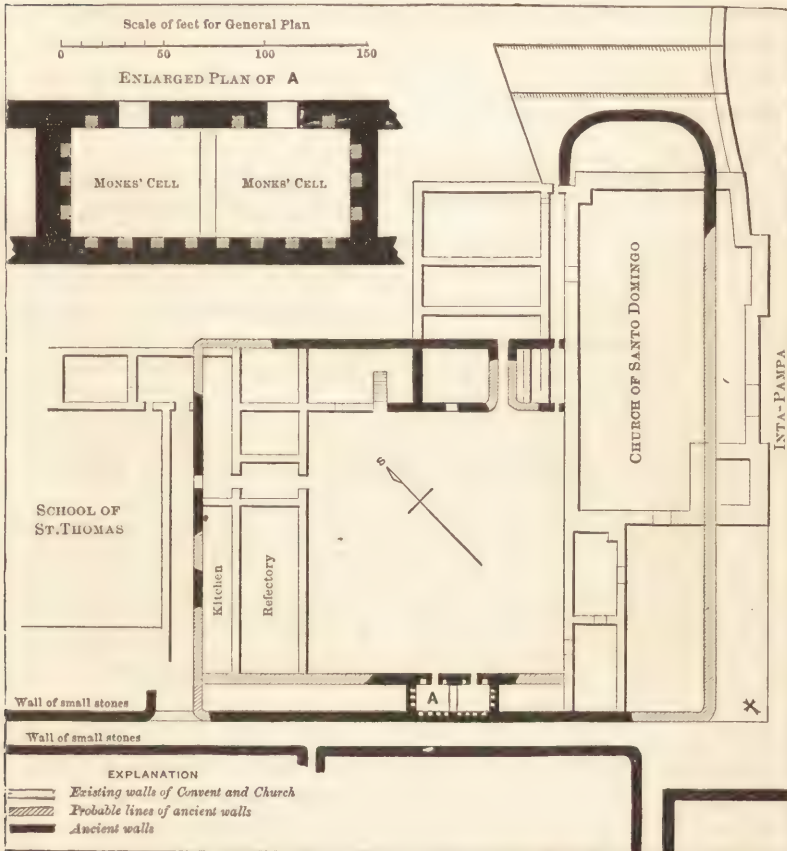 Scale of feet for General Plan
0 50 100 150
ENLARGED PLAN OF A
MONKS' CELL
MONKS' CELL
CHURCH OF SANTO DOMINGO
INTA-PAMPA
S
SCHOOL OF
ST. THOMAS
Kitchen
Refectory
A
Wall of small stones
Wall of small stones
EXPLANATION
Existing walls of Convent and Church
Probable lines of ancient walls
Ancient walls